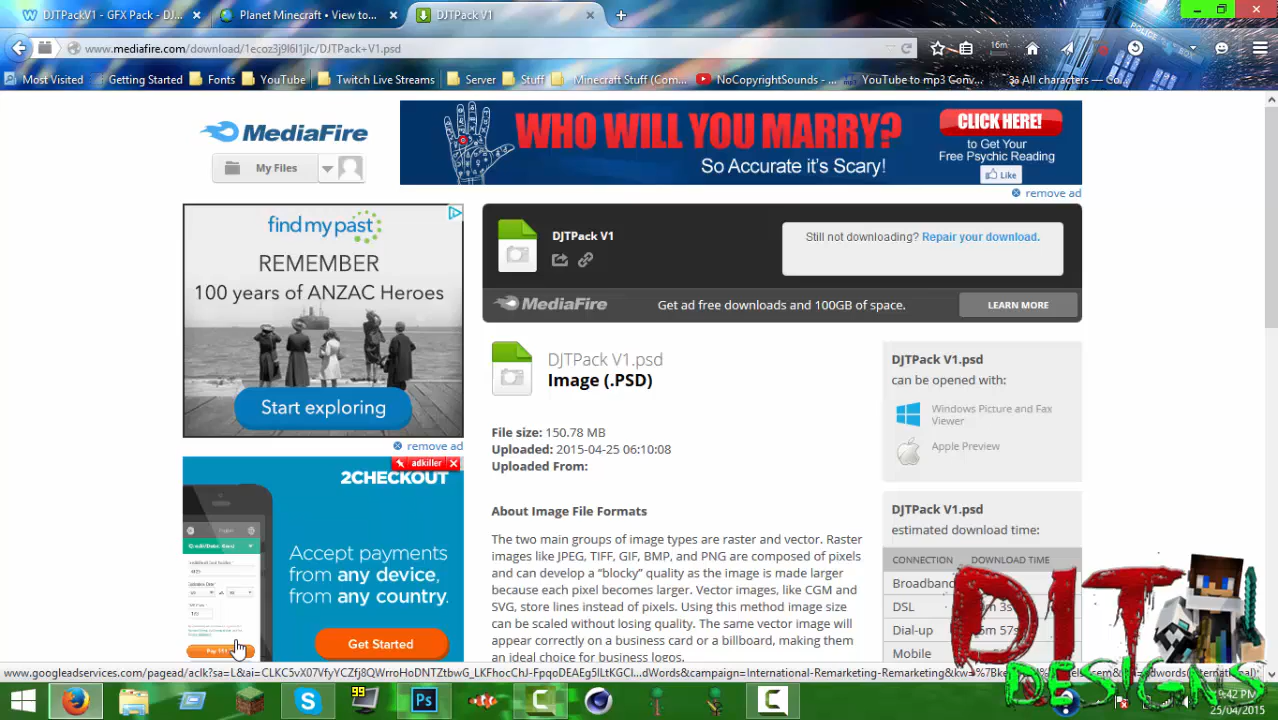 DJTPackV1 - GFX Pack - DJ...
Planet Minecraft • View to...
DJTPack V1
www.mediafire.com/download/1ecoz3j9l6l1jlc/DJTPack+V1.psd
16m
Most Visited
Getting Started
Fonts
YouTube
Twitch Live Streams
Server
Stuff
Minecraft Stuff (Com...
NoCopyrightSounds - ...
YouTube to mp3 Conv...
All characters — Co...
MediaFire
My Files
WHO WILL YOU MARRY?
So Accurate it's Scary!
CLICK HERE!
to Get Your
Free Psychic Reading
Like
remove ad
find my past
REMEMBER
100 years of ANZAC Heroes
Start exploring
remove ad
DJTPack V1
Still not downloading? Repair your download.
MediaFire
Get ad free downloads and 100GB of space.
LEARN MORE
DJTPack V1.psd
Image (.PSD)
File size: 150.78 MB
Uploaded: 2015-04-25 06:10:08
Uploaded From:
DJTPack V1.psd
can be opened with:
Windows Picture and Fax
Viewer
Apple Preview
adkiller
2CHECKOUT
Accept payments
from any device,
from any country.
Get Started
About Image File Formats
The two main groups of image types are raster and vector. Raster
images like JPEG, TIFF, GIF, BMP, and PNG are composed of pixels
and can develop a "blocky" quality as the image is made larger
because each pixel becomes larger. Vector images, like CGM and
SVG, store lines instead of pixels. Using this method image size
can be scaled without losing quality. The same vector image will
appear correctly on a business card or a billboard, making them
an ideal choice for business logos.
DJTPack V1.psd
estimated download time:
CONNECTION
DOWNLOAD TIME
Broadband
DSL
Dial-up
Mobile
DJT
DESIGNS
99
Ps
25/04/2015